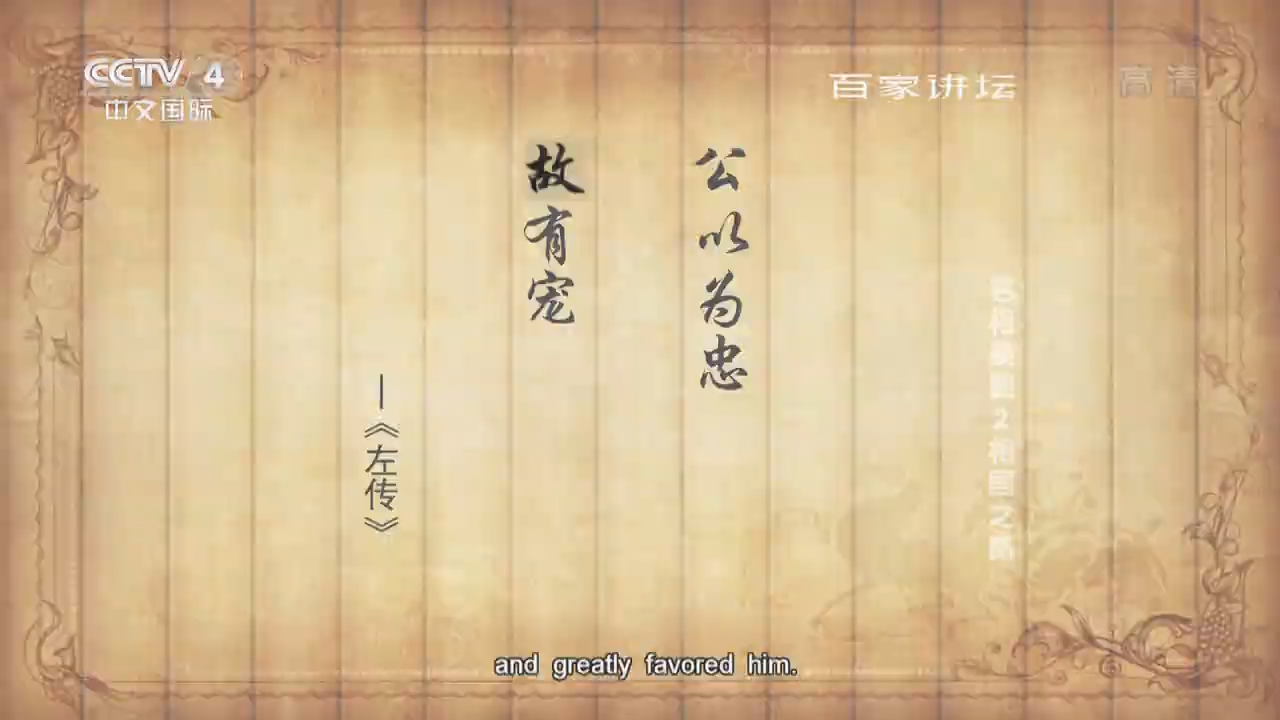 CCTV 4
中文国际
百家讲坛
高清
公以为忠
故有宠
—《左传》
and greatly favored him.